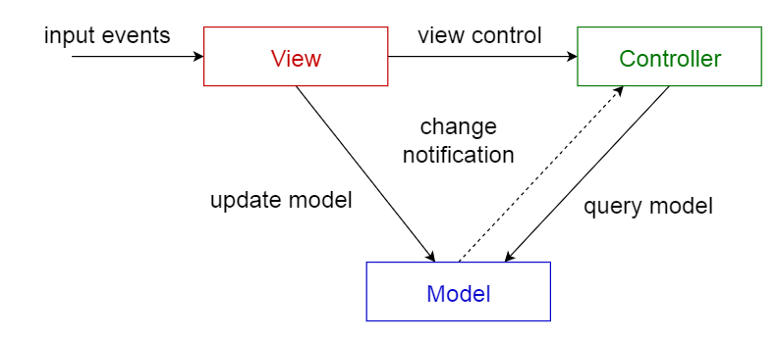 input events
View
view control
Controller
change
notification
update model
query model
Model